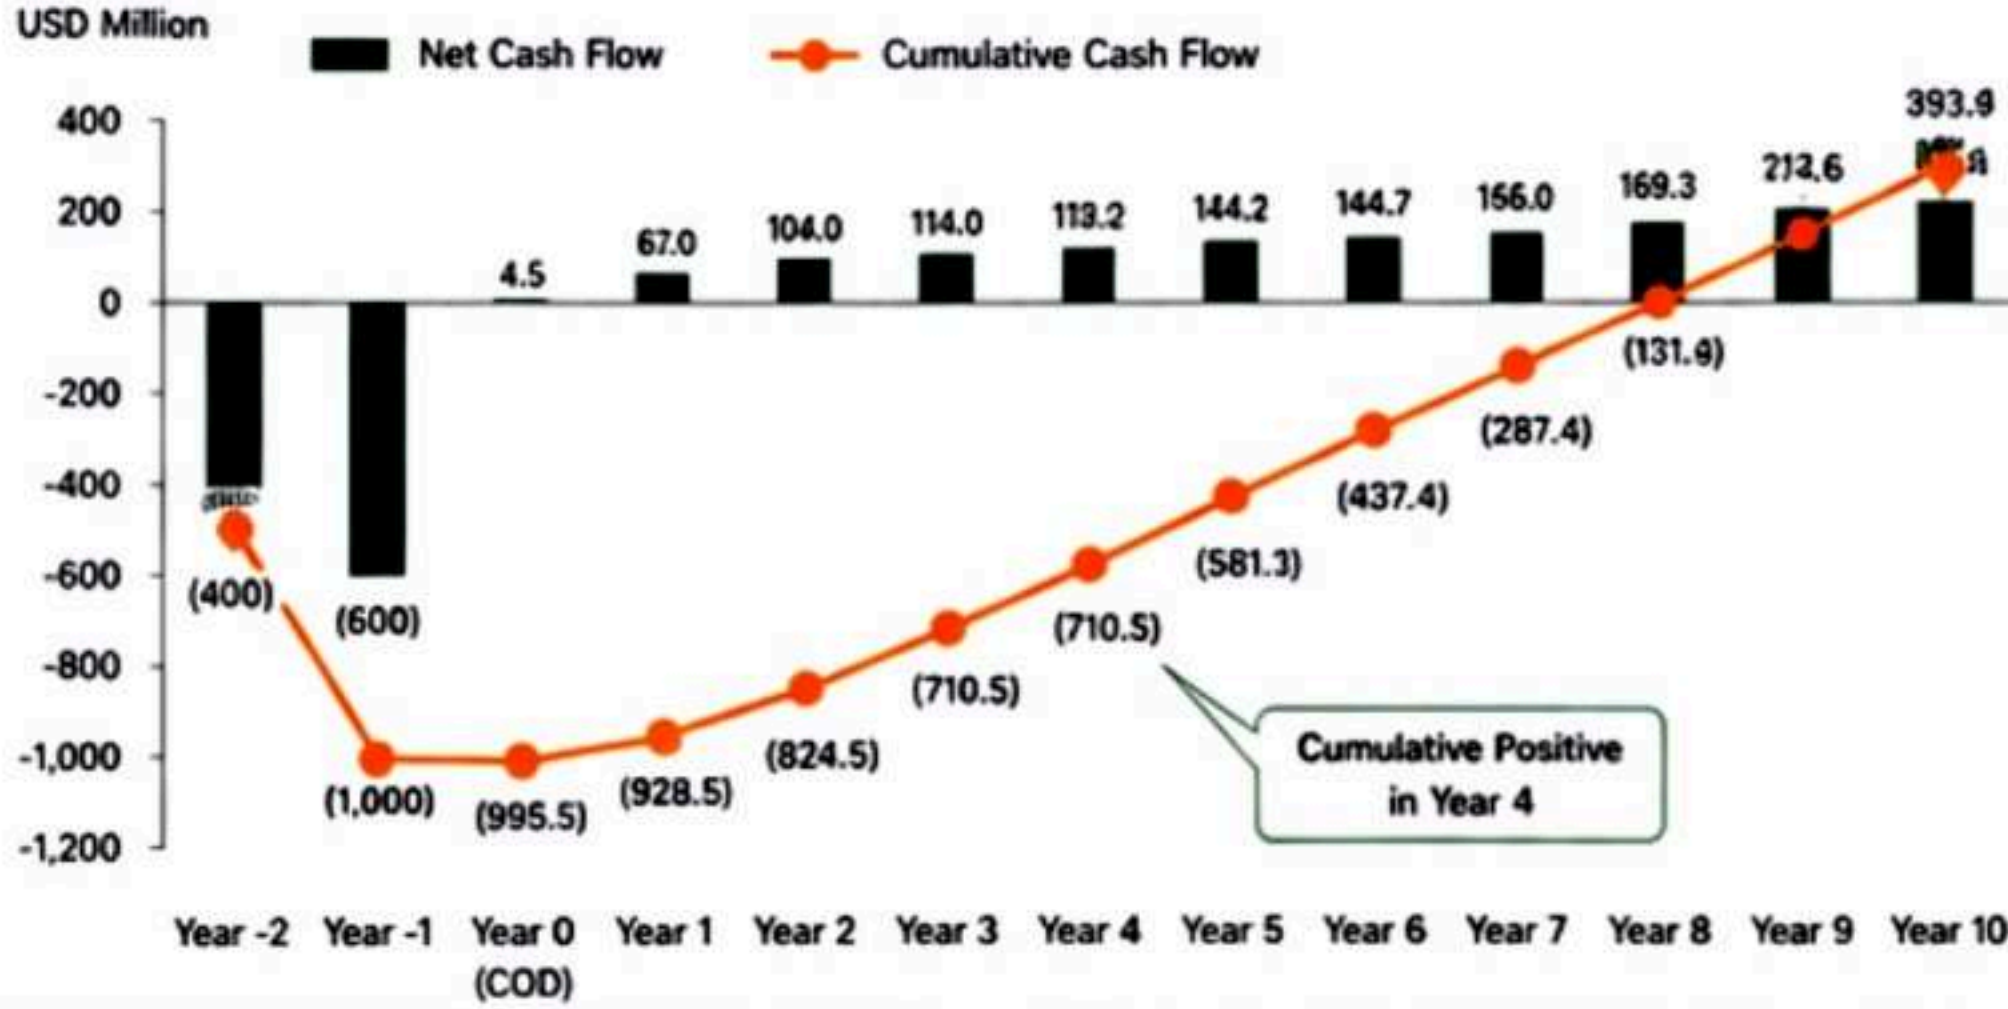 USD Million
Net Cash Flow
Cumulative Cash Flow
400
200
0
-200
-400
-600
-800
-1,000
-1,200
4.5
67.0
104.0
114.0
113.2
144.2
144.7
156.0
169.3
393.9
(400)
(600)
(1,000)
(995.5)
(928.5)
(824.5)
(710.5)
(710.5)
(581.3)
(437.4)
(287.4)
(131.4)
Cumulative Positive
in Year 4
Year -2
Year -1
Year 0
(COD)
Year 1
Year 2
Year 3
Year 4
Year 5
Year 6
Year 7
Year 8
Year 9
Year 10